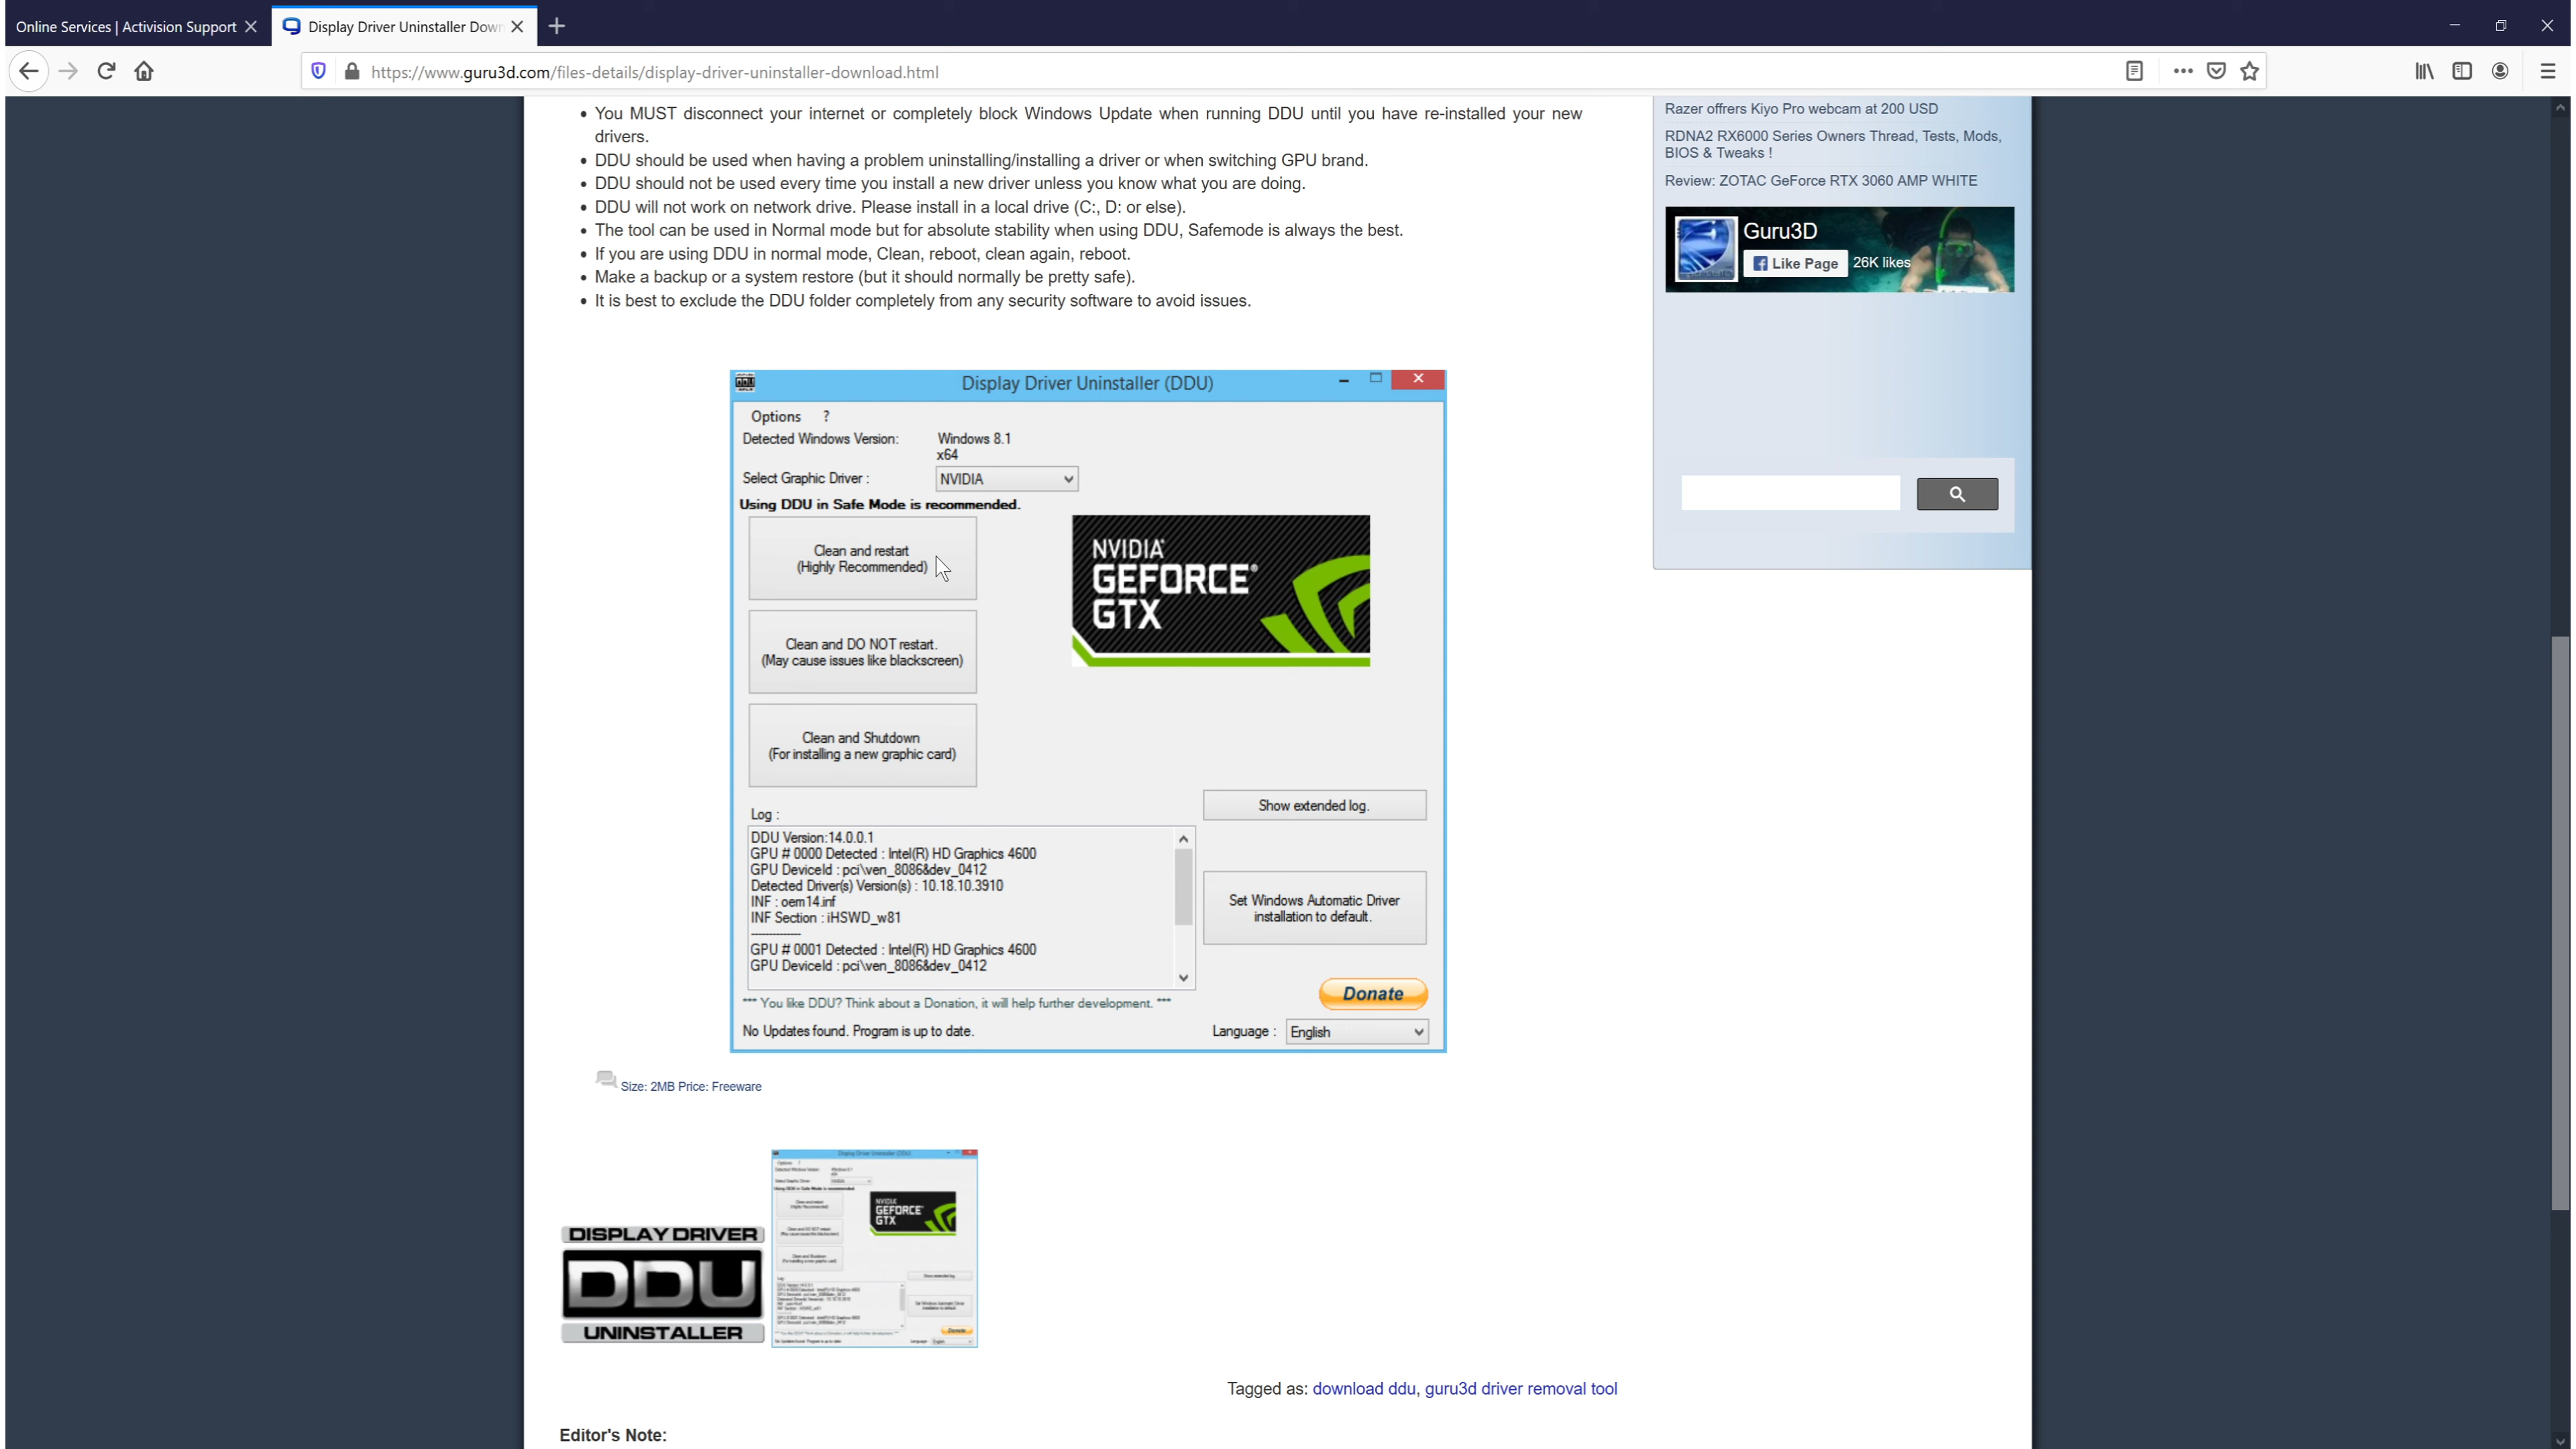 Online Services | Activision Support
Display Driver Uninstaller Down
https://www.guru3d.com/files-details/display-driver-uninstaller-download.html
• You MUST disconnect your internet or completely block Windows Update when running DDU until you have re-installed your new
drivers.
• DDU should be used when having a problem uninstalling/installing a driver or when switching GPU brand.
• DDU should not be used every time you install a new driver unless you know what you are doing.
• DDU will not work on network drive. Please install in a local drive (C:, D: or else).
• The tool can be used in Normal mode but for absolute stability when using DDU, Safemode is always the best.
• If you are using DDU in normal mode, Clean, reboot, clean again, reboot.
• Make a backup or a system restore (but it should normally be pretty safe).
• It is best to exclude the DDU folder completely from any security software to avoid issues.
Razer offrers Kiyo Pro webcam at 200 USD
RDNA2 RX6000 Series Owners Thread, Tests, Mods,
BIOS & Tweaks !
Review: ZOTAC GeForce RTX 3060 AMP WHITE
Guru3D
Like Page 26K likes
Display Driver Uninstaller (DDU)
Options ?
Detected Windows Version: Windows 8.1
x64
Select Graphic Driver : NVIDIA
Using DDU in Safe Mode is recommended.
Clean and restart
(Highly Recommended)
Clean and DO NOT restart.
(May cause issues like blackscreen)
Clean and Shutdown
(For installing a new graphic card)
NVIDIA
GEFORCE
GTX
Show extended log.
Log :
DDU Version:14.0.0.1
GPU # 0000 Detected : Intel(R) HD Graphics 4600
GPU DeviceId : pci\ven_8086&dev_0412
Detected Driver(s) Version(s) : 10.18.10.3910
INF : oem14.inf
INF Section : iHSWD_w81
--------------
GPU # 0001 Detected : Intel(R) HD Graphics 4600
GPU DeviceId : pci\ven_8086&dev_0412
Set Windows Automatic Driver
installation to default.
*** You like DDU? Think about a Donation, it will help further development. ***
Donate
No Updates found. Program is up to date.
Language : English
Size: 2MB Price: Freeware
DISPLAY DRIVER
DDU
UNINSTALLER
Display Driver Uninstaller (DDU)
NVIDIA
GEFORCE
GTX
Donate
Tagged as: download ddu, guru3d driver removal tool
Editor's Note: